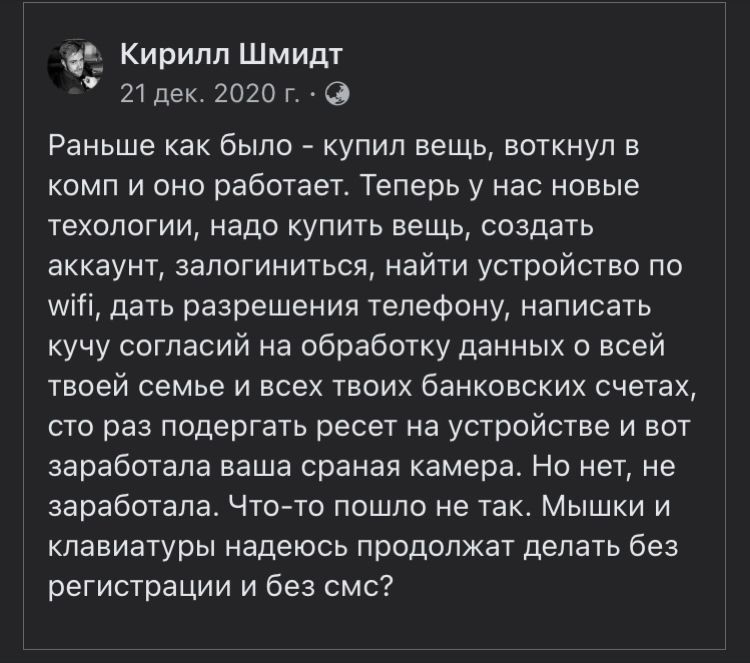 Кирилл Шмидт
21 дек. 2020 г. ·
Раньше как было - купил вещь, воткнул в
комп и оно работает. Теперь у нас новые
техологии, надо купить вещь, создать
аккаунт, залогиниться, найти устройство по
wifi, дать разрешения телефону, написать
кучу согласий на обработку данных о всей
твоей семье и всех твоих банковских счетах,
сто раз подергать ресет на устройстве и вот
заработала ваша сраная камера. Но нет, не
заработала. Что-то пошло не так. Мышки и
клавиатуры надеюсь продолжат делать без
регистрации и без смс?